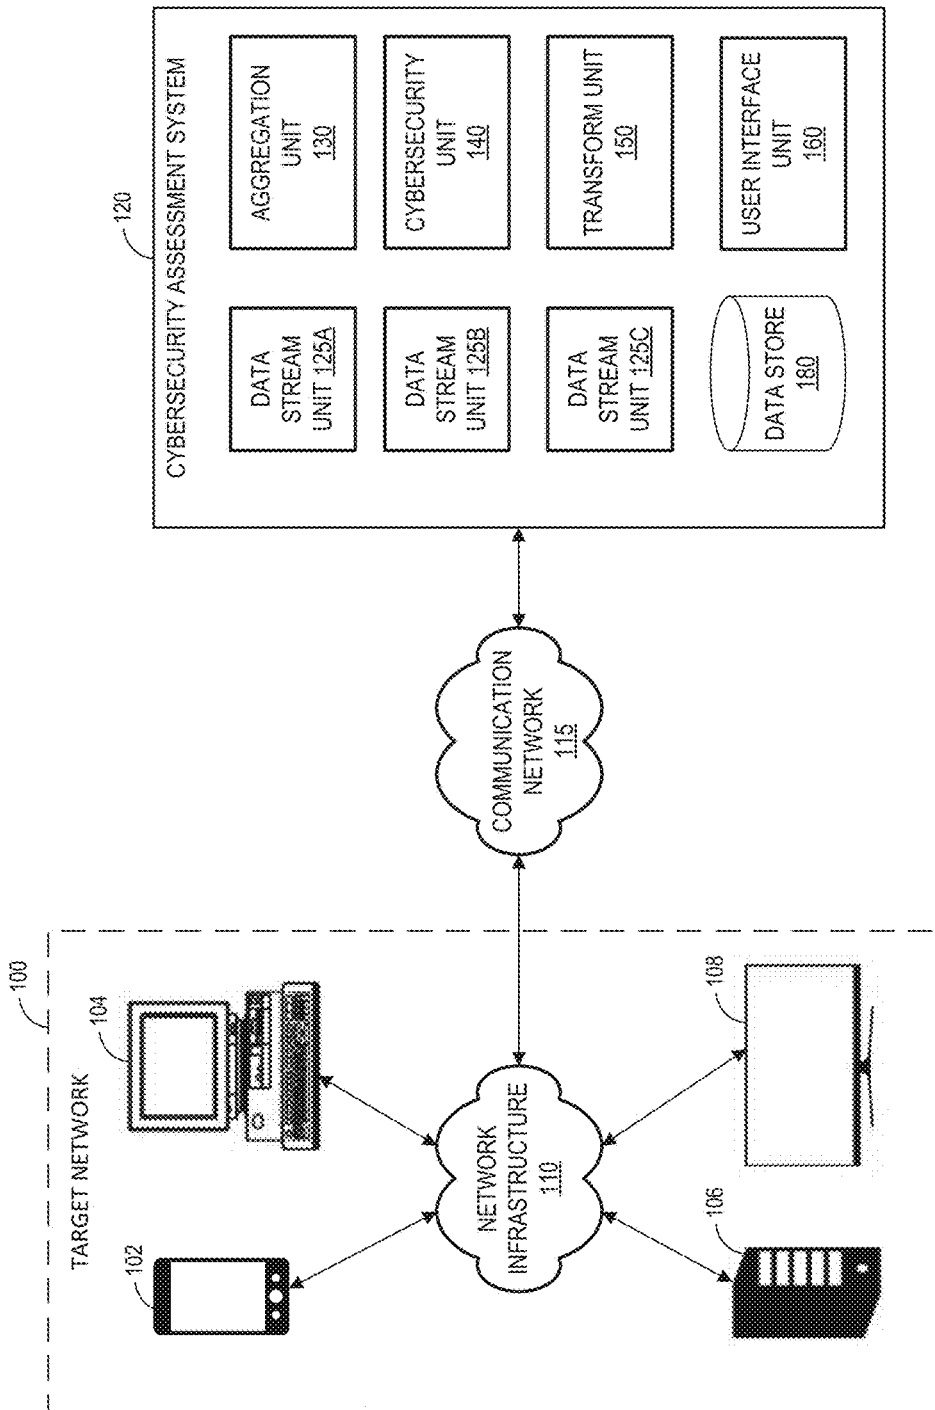 100
TARGET NETWORK
102
104
NETWORK
INFRASTRUCTURE
110
106
108
COMMUNICATION
NETWORK
115
120
CYBERSECURITY ASSESSMENT SYSTEM
DATA
STREAM
UNIT 125A
AGGREGATION
UNIT
130
DATA
STREAM
UNIT 125B
CYBERSECURITY
UNIT
140
DATA
STREAM
UNIT 125C
TRANSFORM UNIT
150
DATA STORE
180
USER INTERFACE
UNIT
160